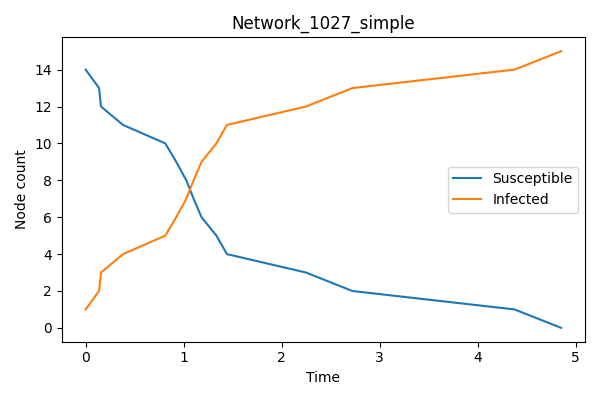 Network_1027_simple
Node count
14
12
10
8
6
4
2
0
Susceptible
Infected
0 1 2 3 4 5
Time